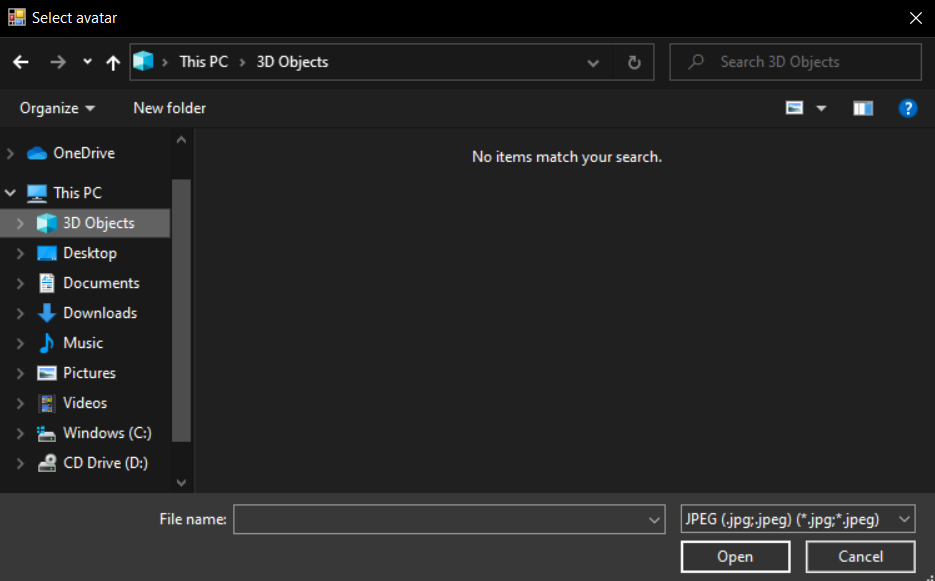 Select avatar
This PC > 3D Objects
Search 3D Objects
Organize
New folder
?
OneDrive
This PC
3D Objects
Desktop
Documents
Downloads
Music
Pictures
Videos
Windows (C:)
CD Drive (D:)
No items match your search.
File name:
JPEG (.jpg;.jpeg) (*.jpg;*.jpeg)
Open
Cancel